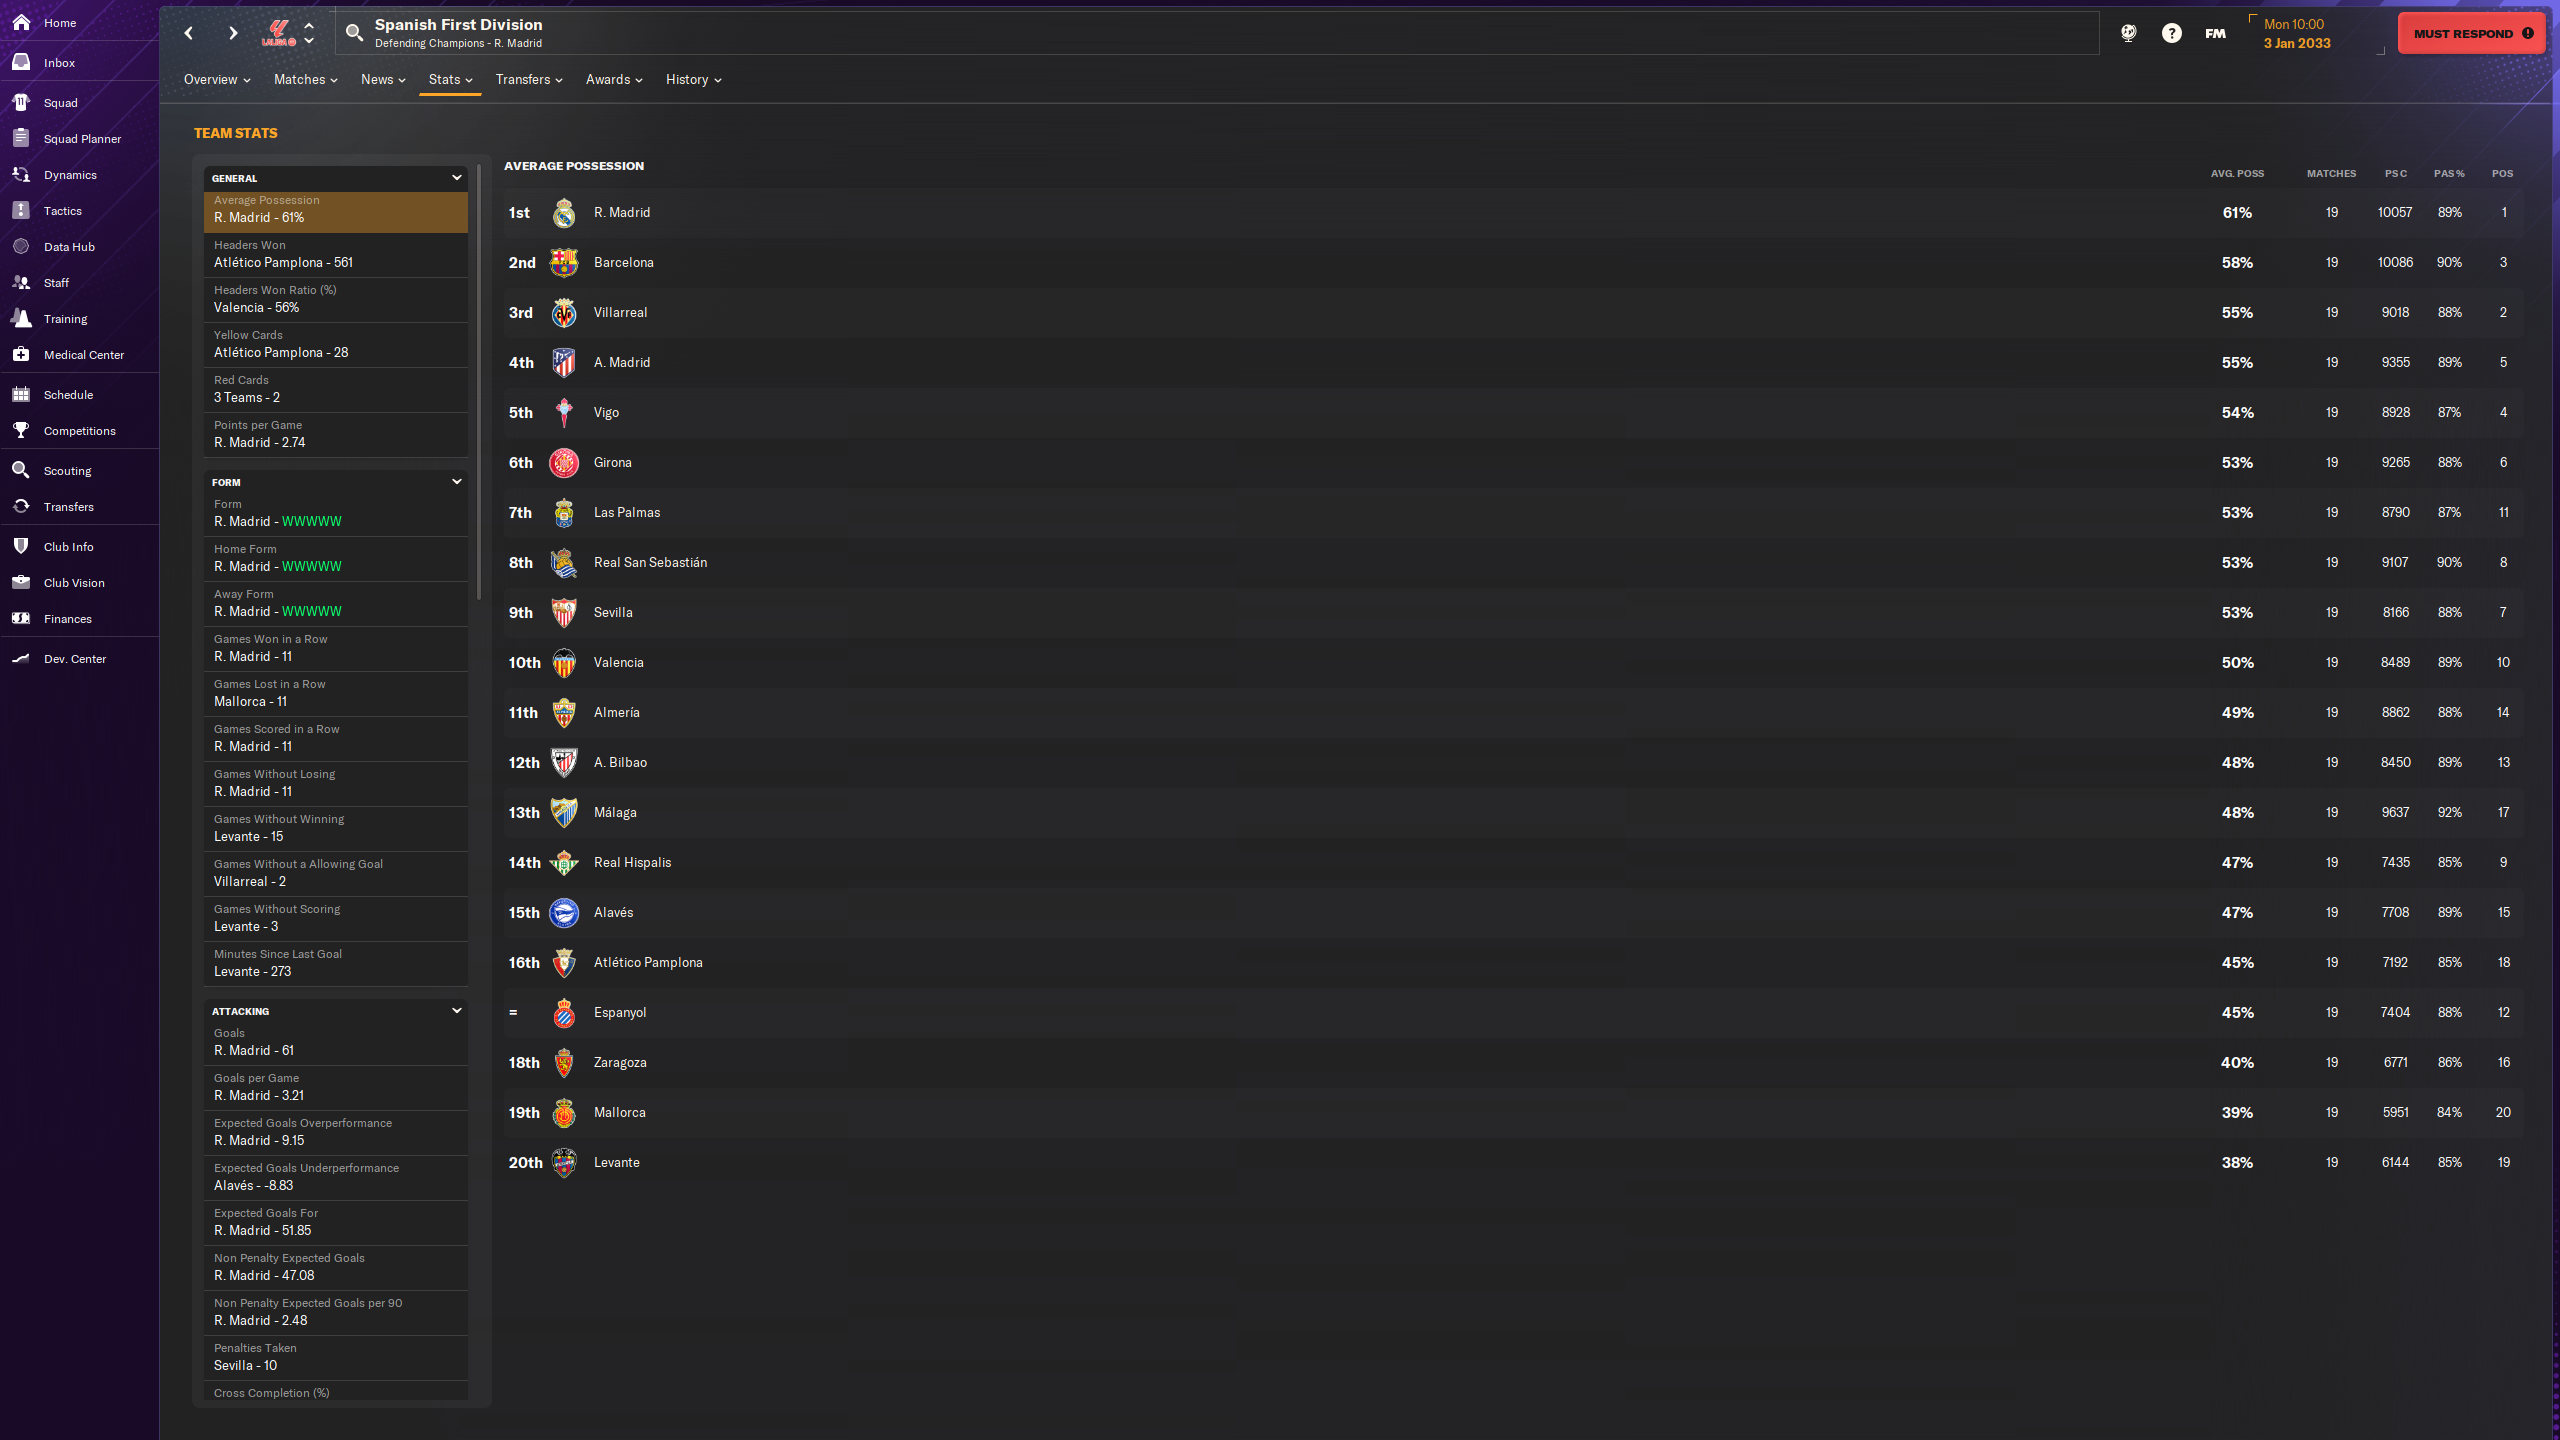 Home
Inbox
Squad
Squad Planner
Dynamics
Tactics
Data Hub
Staff
Training
Medical Center
Schedule
Competitions
Scouting
Transfers
Club Info
Club Vision
Finances
Dev. Center
LALIGA
Spanish First Division
Defending Champions - R. Madrid
? FM
Mon 10:00
3 Jan 2033
MUST RESPOND
Overview Matches News Stats Transfers Awards History
TEAM STATS
GENERAL
Average Possession
R. Madrid - 61%
Headers Won
Atlético Pamplona - 561
Headers Won Ratio (%)
Valencia - 56%
Yellow Cards
Atlético Pamplona - 28
Red Cards
3 Teams - 2
Points per Game
R. Madrid - 2.74
FORM
Form
R. Madrid - WWWWW
Home Form
R. Madrid - WWWWW
Away Form
R. Madrid - WWWWW
Games Won in a Row
R. Madrid - 11
Games Lost in a Row
Mallorca - 11
Games Scored in a Row
R. Madrid - 11
Games Without Losing
R. Madrid - 11
Games Without Winning
Levante - 15
Games Without a Allowing Goal
Villarreal - 2
Games Without Scoring
Levante - 3
Minutes Since Last Goal
Levante - 273
ATTACKING
Goals
R. Madrid - 61
Goals per Game
R. Madrid - 3.21
Expected Goals Overperformance
R. Madrid - 9.15
Expected Goals Underperformance
Alavés - -8.83
Expected Goals For
R. Madrid - 51.85
Non Penalty Expected Goals
R. Madrid - 47.08
Non Penalty Expected Goals per 90
R. Madrid - 2.48
Penalties Taken
Sevilla - 10
Cross Completion (%)
AVERAGE POSSESSION
AVG. POSS MATCHES PS C PAS % POS
1st R. Madrid 61% 19 10057 89% 1
2nd Barcelona 58% 19 10086 90% 3
3rd Villarreal 55% 19 9018 88% 2
4th A. Madrid 55% 19 9355 89% 5
5th Vigo 54% 19 8928 87% 4
6th Girona 53% 19 9265 88% 6
7th Las Palmas 53% 19 8790 87% 11
8th Real San Sebastián 53% 19 9107 90% 8
9th Sevilla 53% 19 8166 88% 7
10th Valencia 50% 19 8489 89% 10
11th Almería 49% 19 8862 88% 14
12th A. Bilbao 48% 19 8450 89% 13
13th Málaga 48% 19 9637 92% 17
14th Real Hispalis 47% 19 7435 85% 9
15th Alavés 47% 19 7708 89% 15
16th Atlético Pamplona 45% 19 7192 85% 18
= Espanyol 45% 19 7404 88% 12
18th Zaragoza 40% 19 6771 86% 16
19th Mallorca 39% 19 5951 84% 20
20th Levante 38% 19 6144 85% 19